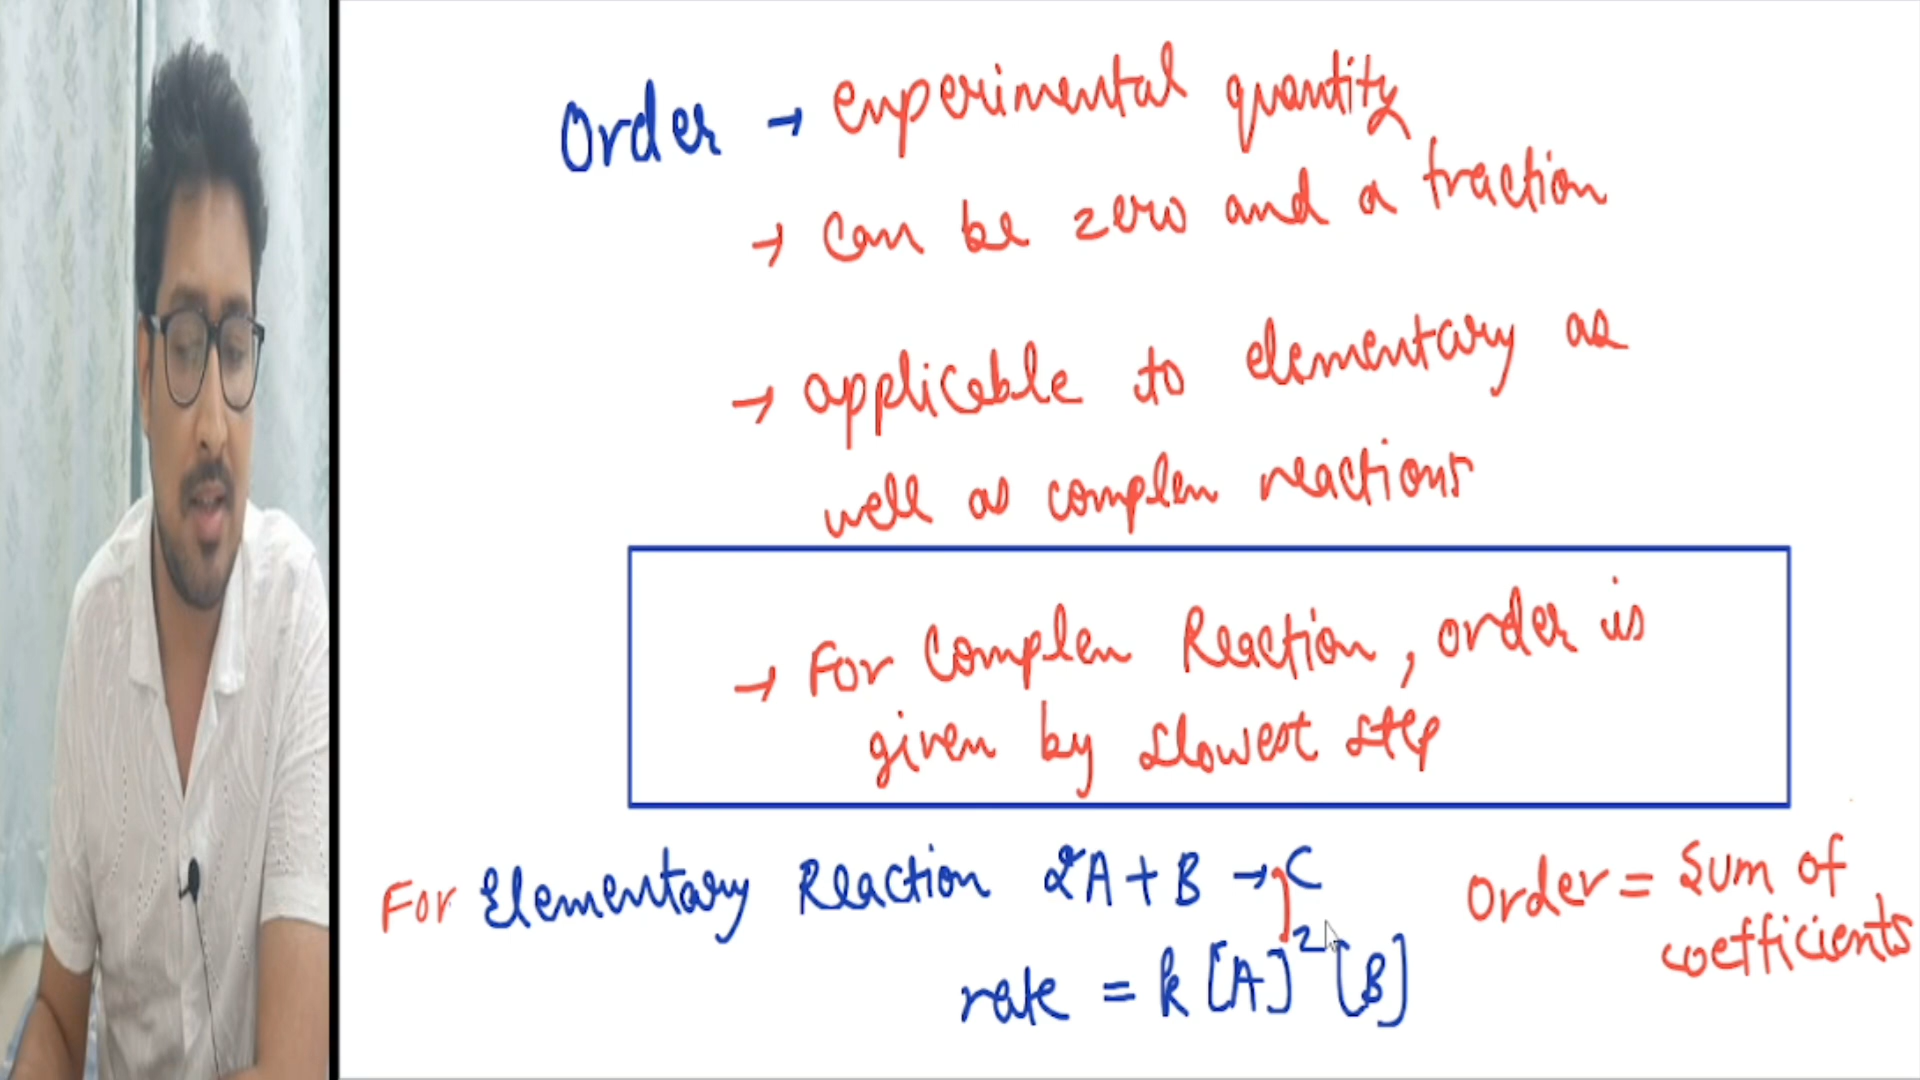 Order → experimental quantity
→ can be zero and a fraction
→ applicable to elementary as
well as complex reactions
→ For Complex Reaction, order is
given by slowest step
For Elementary Reaction 2A + B → C
rate = k [A]² [B]
Order = Sum of
coefficients